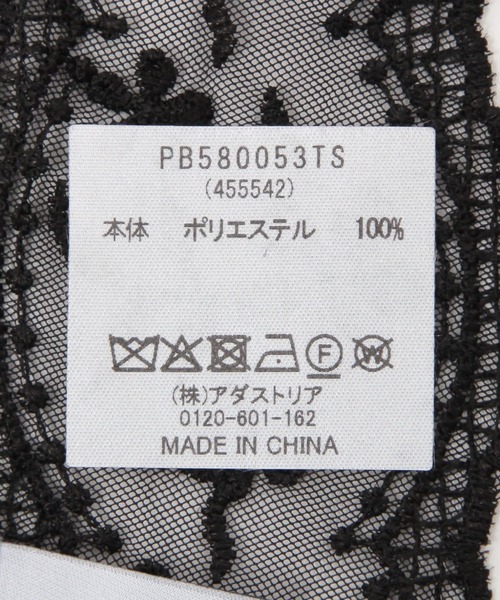 PB580053TS
(455542)
本体 ポリエステル 100%
F W
(株)アダストリア
0120-601-162
MADE IN CHINA